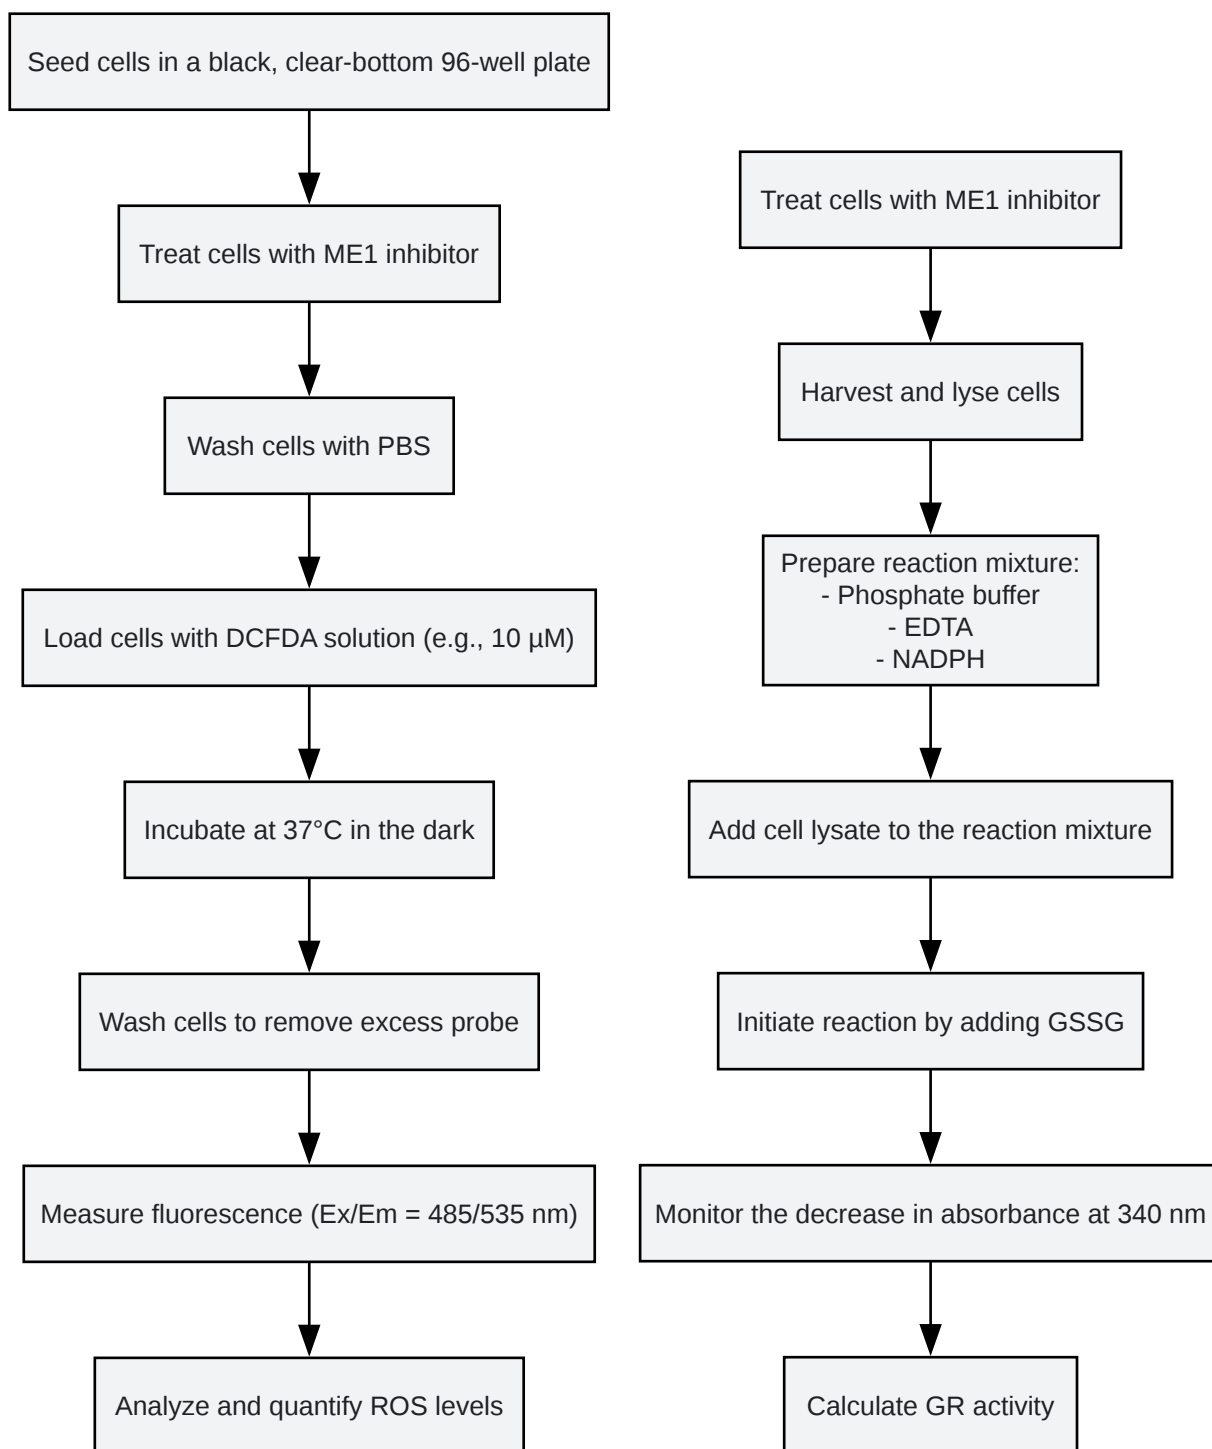 Seed cells in a black, clear-bottom 96-well plate
Treat cells with ME1 inhibitor
Wash cells with PBS
Load cells with DCFDA solution (e.g., 10 µM)
Incubate at 37°C in the dark
Wash cells to remove excess probe
Measure fluorescence (Ex/Em = 485/535 nm)
Analyze and quantify ROS levels
Treat cells with ME1 inhibitor
Harvest and lyse cells
Prepare reaction mixture:
- Phosphate buffer
- EDTA
- NADPH
Add cell lysate to the reaction mixture
Initiate reaction by adding GSSG
Monitor the decrease in absorbance at 340 nm
Calculate GR activity